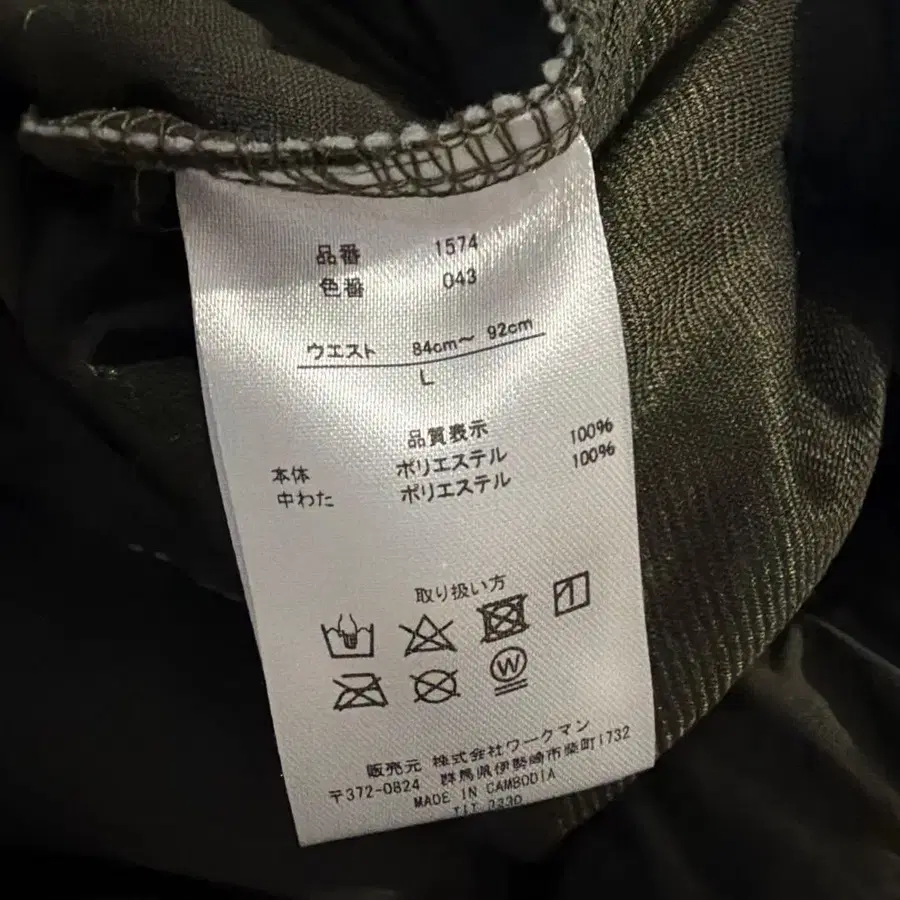 品番 1574
色番 043
ウエスト 84cm～ 92cm
L
品質表示
本体 ポリエステル 100%
中わた ポリエステル 100%
取り扱い方
W
販売元 株式会社ワークマン
〒372-0824 群馬県伊勢崎市柴町1732
MADE IN CAMBODIA